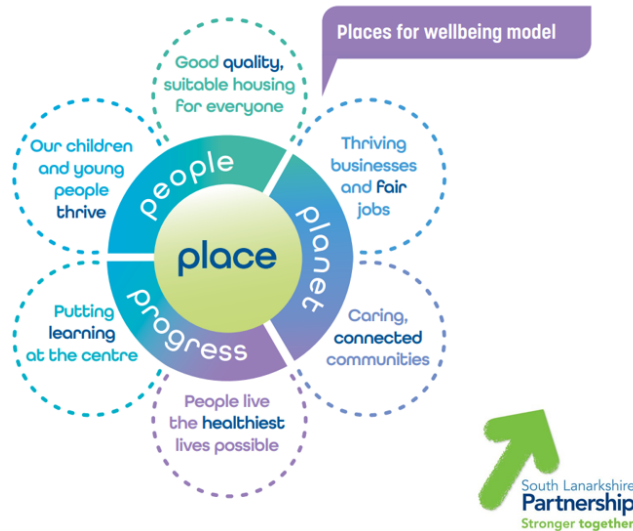 Places for wellbeing model
Good quality,
suitable housing
for everyone
Our children
and young
people
thrive
Thriving
businesses
and fair
jobs
people
planet
place
progress
Putting
learning
at the centre
Caring,
connected
communities
People live
the healthiest
lives possible
South Lanarkshire
Partnership
Stronger together